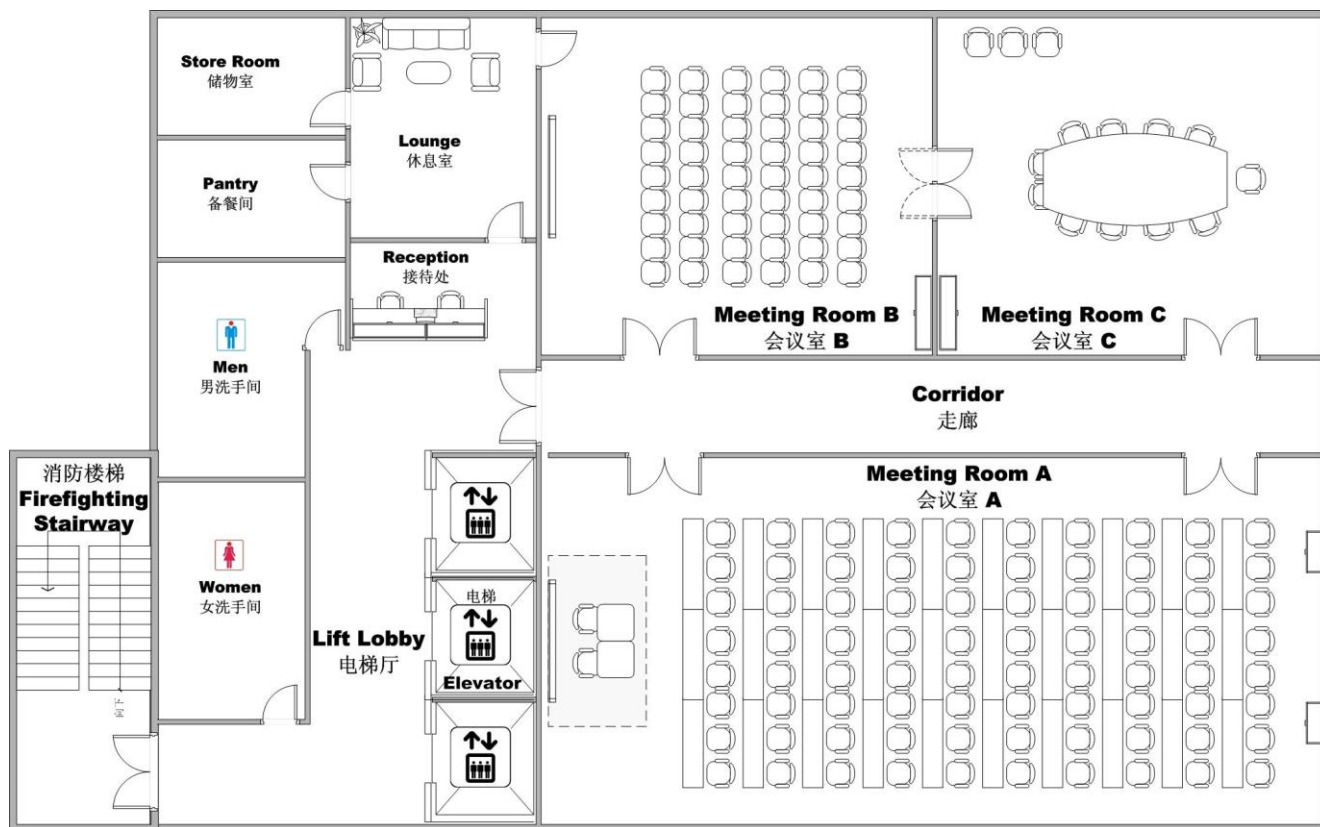 Store Room
储物室
Lounge
休息室
Pantry
备餐间
Reception
接待处
Meeting Room B
会议室 B
Meeting Room C
会议室 C
Men
男洗手间
Corridor
走廊
消防楼梯
Firefighting
Stairway
Meeting Room A
会议室 A
Women
女洗手间
电梯
Lift Lobby
电梯厅
Elevator
向下